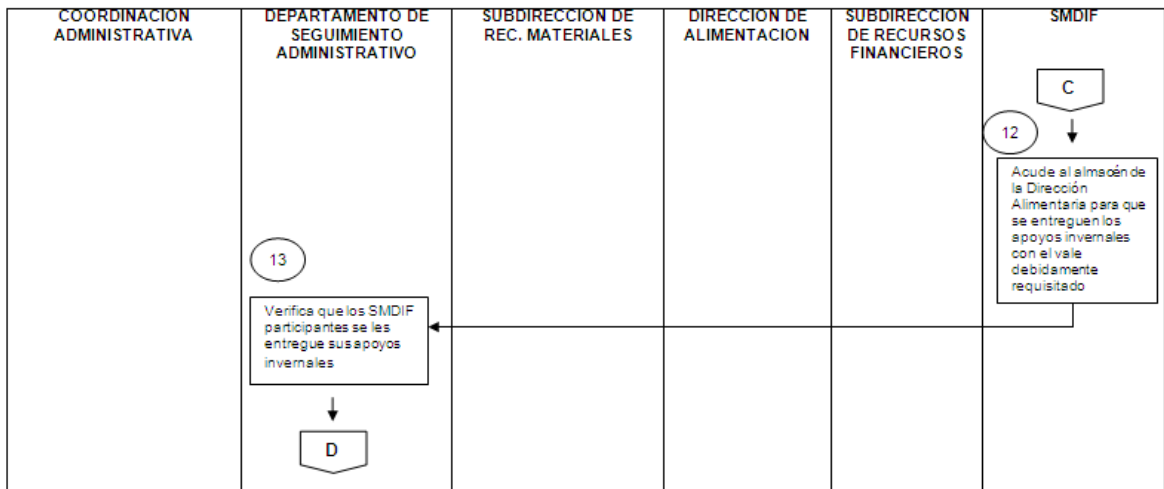 COORDINACION
ADMINISTRATIVA
DEPARTAMENTO DE
SEGUIMIENTO
ADMINISTRATIVO
SUBDIRECCION DE
REC. MATERIALES
DIRECCION DE
ALIMENTACION
SUBDIRECCION
DE RECURSOS
FINANCIEROS
SMDIF
C
12
Acude al almacén de
la Dirección
Alimentaria para que
se entreguen los
apoyos invernales
con el vale
debidamente
requisitado
13
Verifica que los SMDIF
participantes se les
entregue sus apoyos
invernales
D